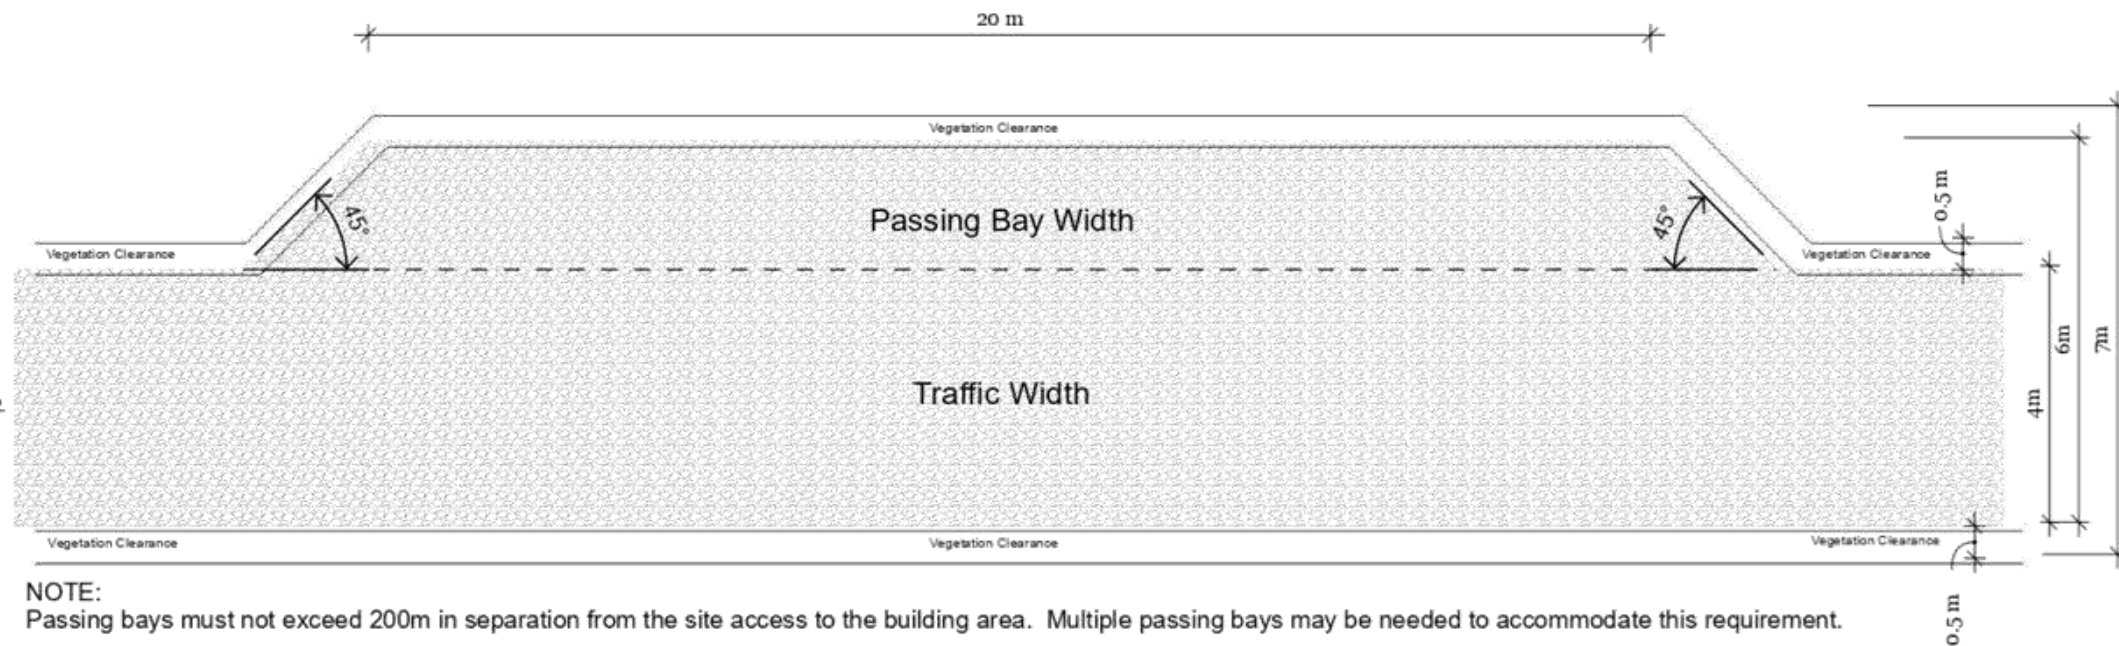 20 m
Vegetation Clearance
0.5 m
45°
Passing Bay Width
45°
Vegetation Clearance
Vegetation Clearance
6m
7m
4m
Traffic Width
Vegetation Clearance
Vegetation Clearance
Vegetation Clearance
0.5 m
NOTE:
Passing bays must not exceed 200m in separation from the site access to the building area.  Multiple passing bays may be needed to accommodate this requirement.